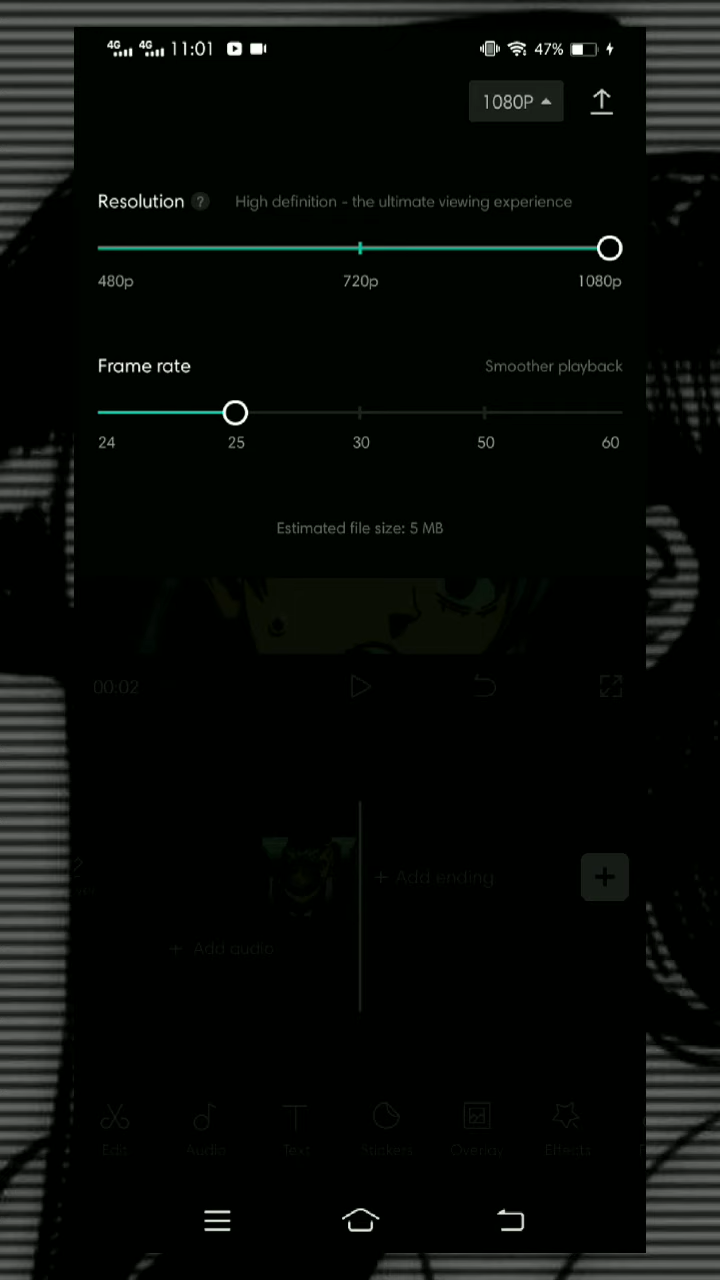 4G 4G 11:01 47%
1080P
Resolution ? High definition - the ultimate viewing experience
480p 720p 1080p
Frame rate Smoother playback
24 25 30 50 60
Estimated file size: 5 MB
00:02
+ Add ending
+ Add audio
Edit Audio Text Stickers Overlay Effects